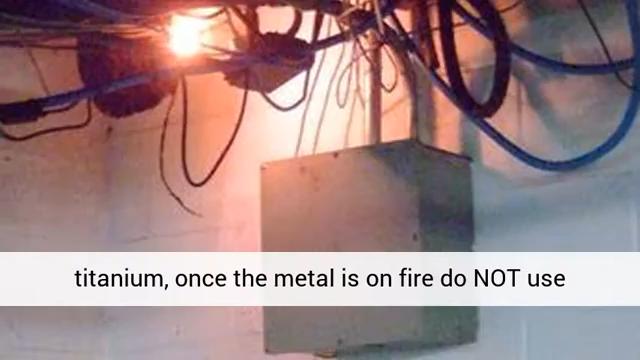 titanium, once the metal is on fire do NOT use